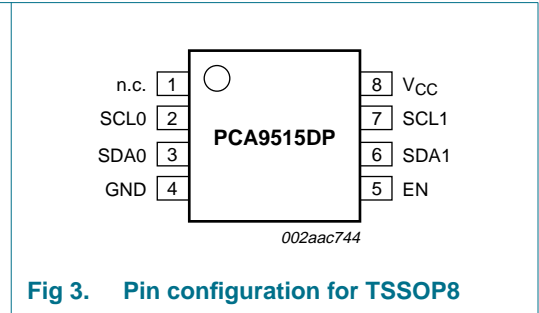 n.c. 1 8 VCC
SCL0 2 7 SCL1
PCA9515DP
SDA0 3 6 SDA1
GND 4 5 EN
002aac744
Fig 3. Pin configuration for TSSOP8